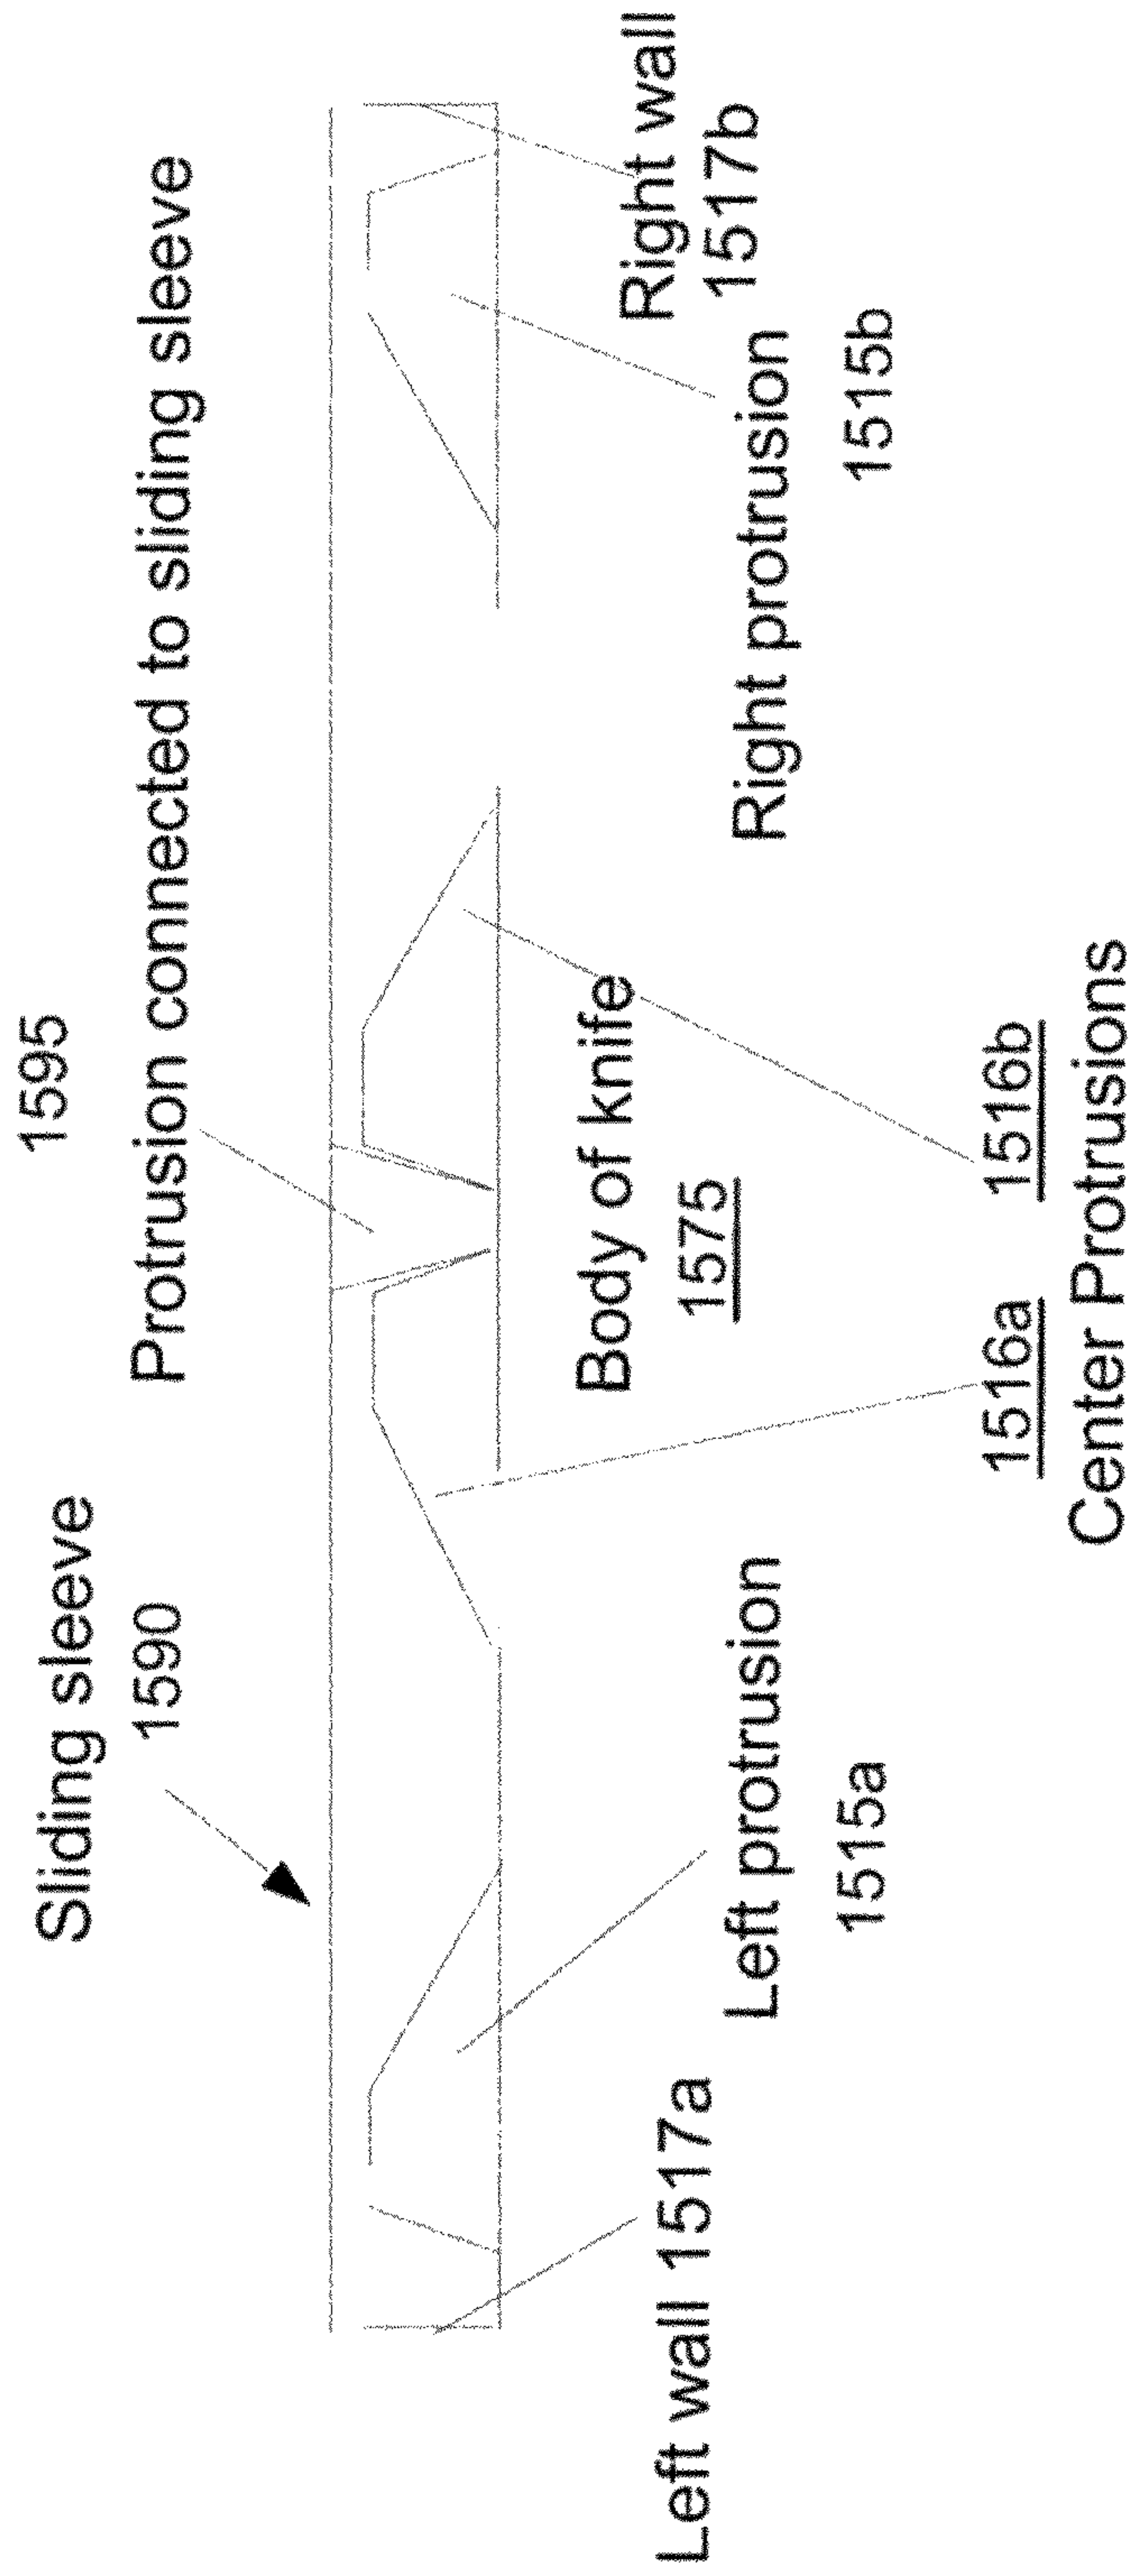 Sliding sleeve
1590
1595
Protrusion connected to sliding sleeve
Left wall 1517a
Left protrusion
1515a
Body of knife
1575
Right protrusion
1515b
Right wall
1517b
1516a
1516b
Center Protrusions